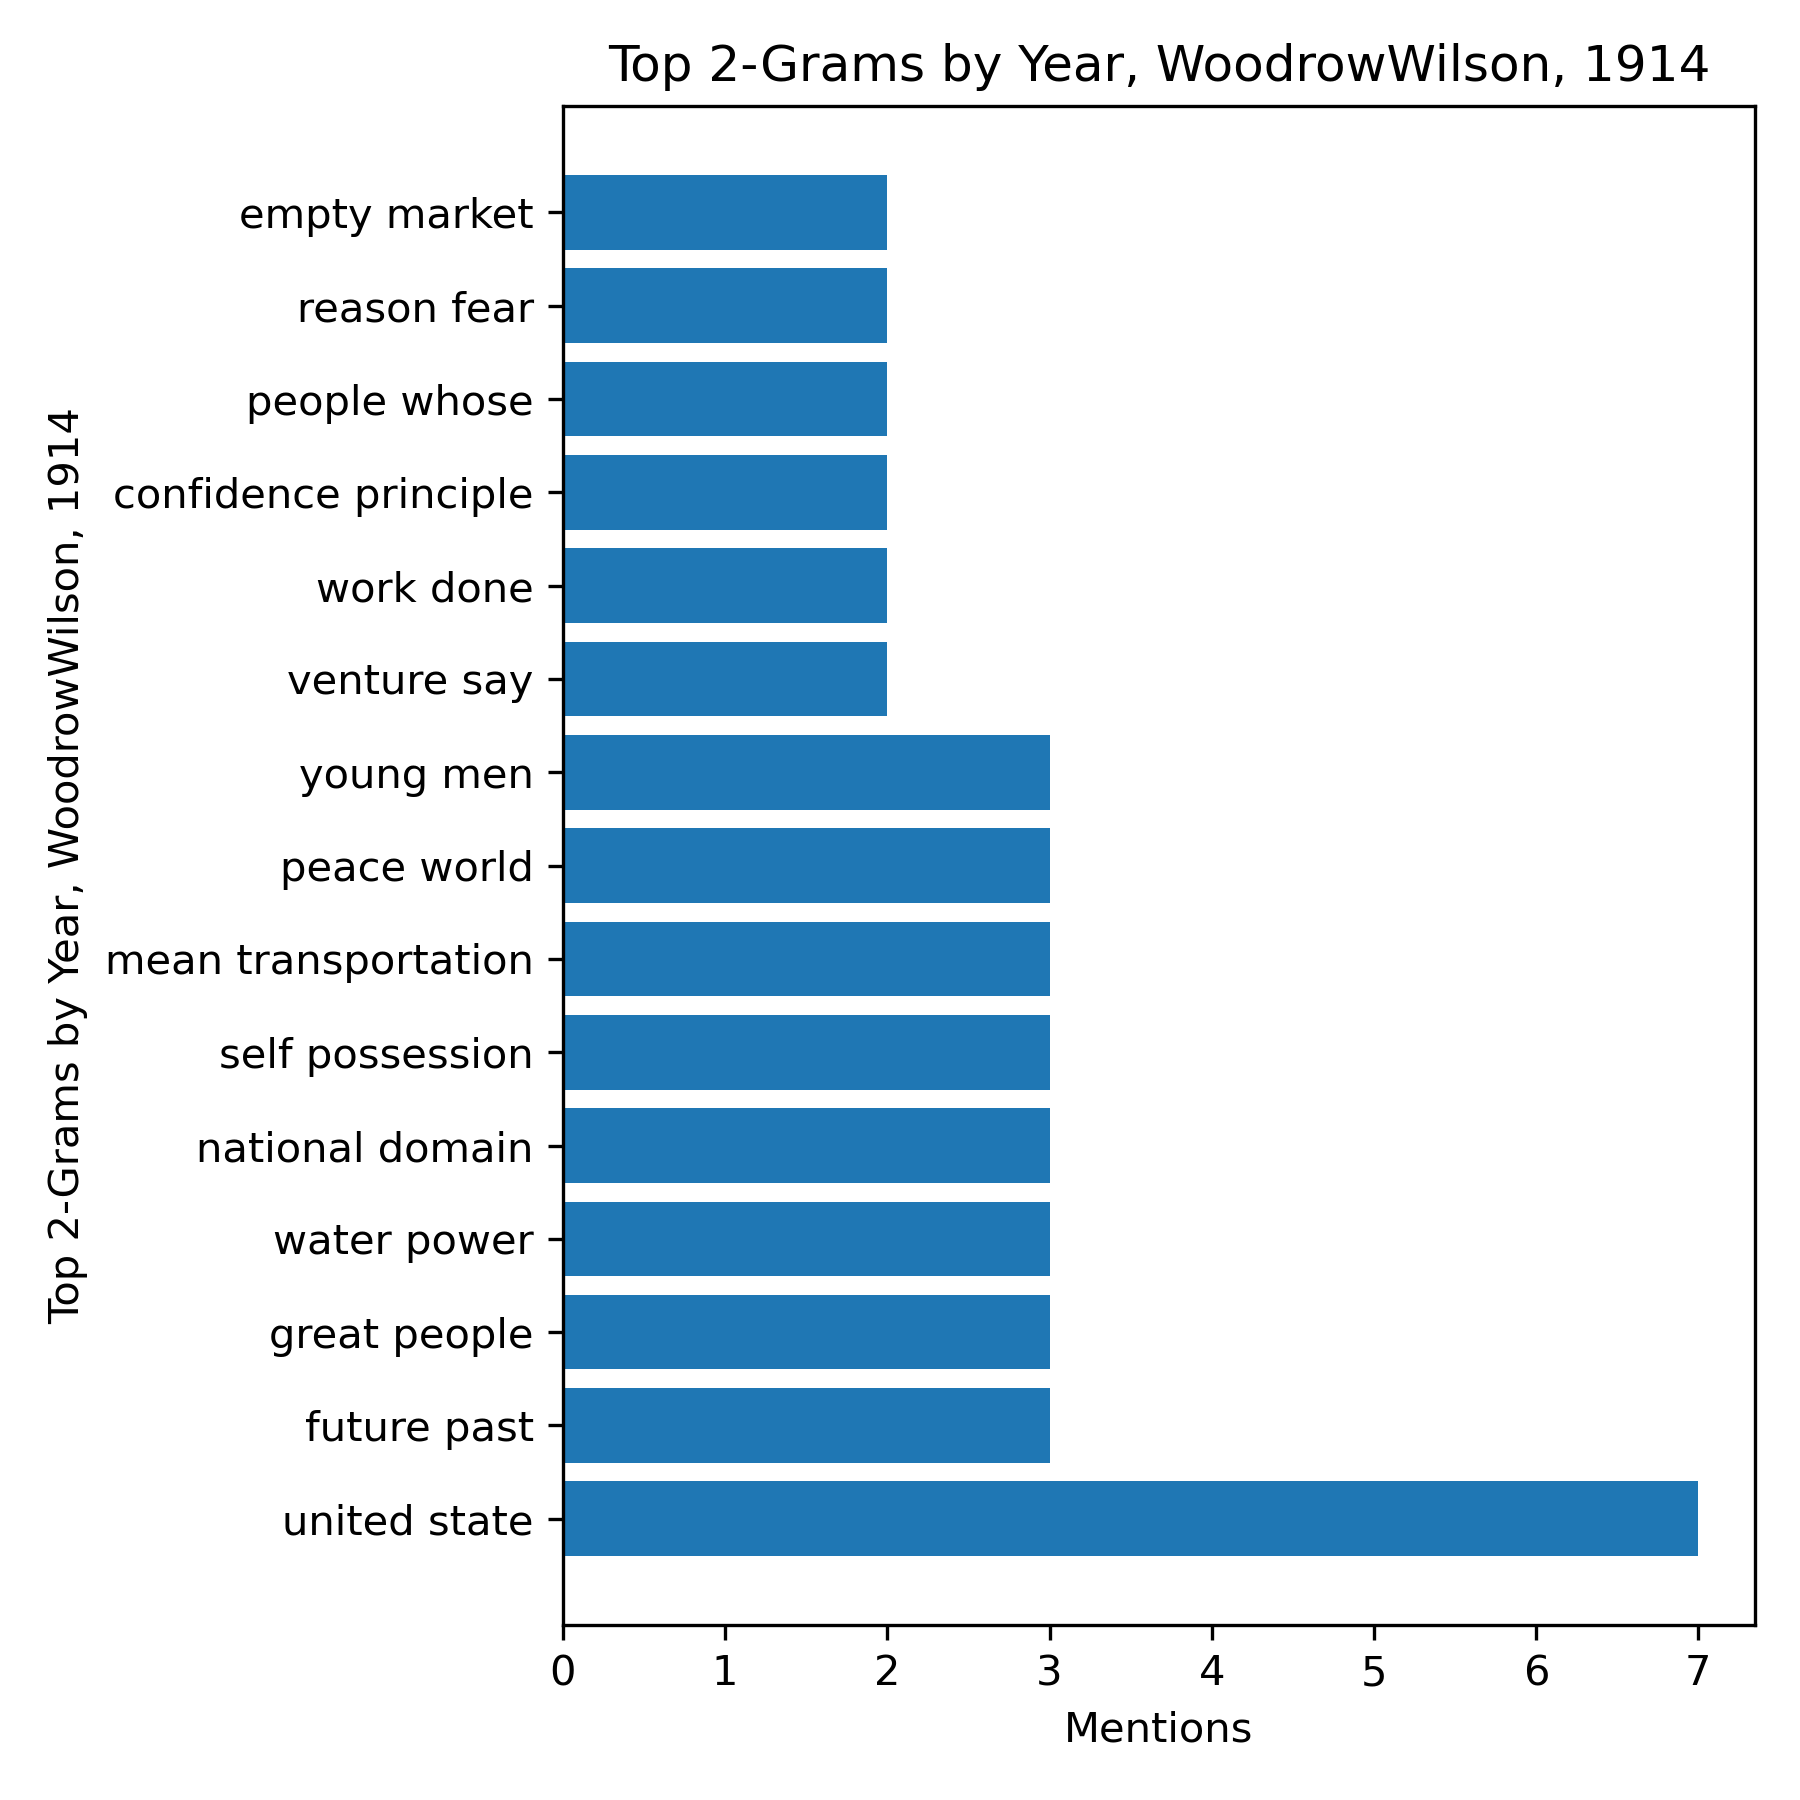 Top 2-Grams by Year, WoodrowWilson, 1914
Top 2-Grams by Year, WoodrowWilson, 1914
empty market
reason fear
people whose
confidence principle
work done
venture say
young men
peace world
mean transportation
self possession
national domain
water power
great people
future past
united state
0 1 2 3 4 5 6 7
Mentions